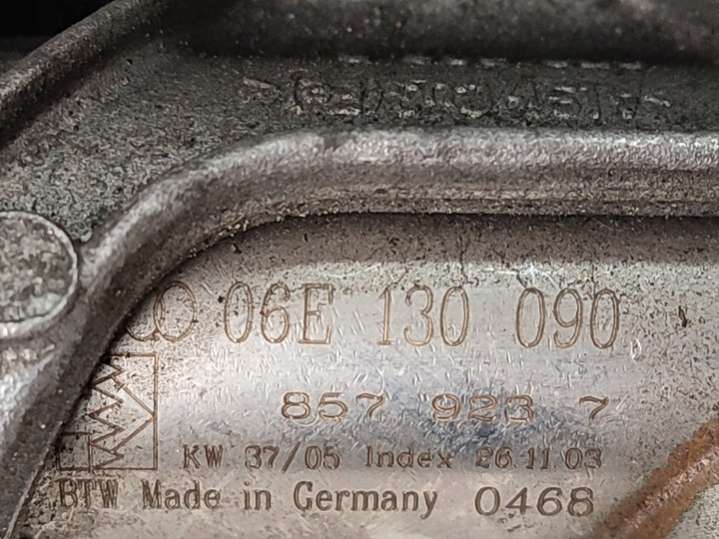 06E 130 090
857 923 7
KW 37/05 Index 26.11.03
BTW Made in Germany 0468